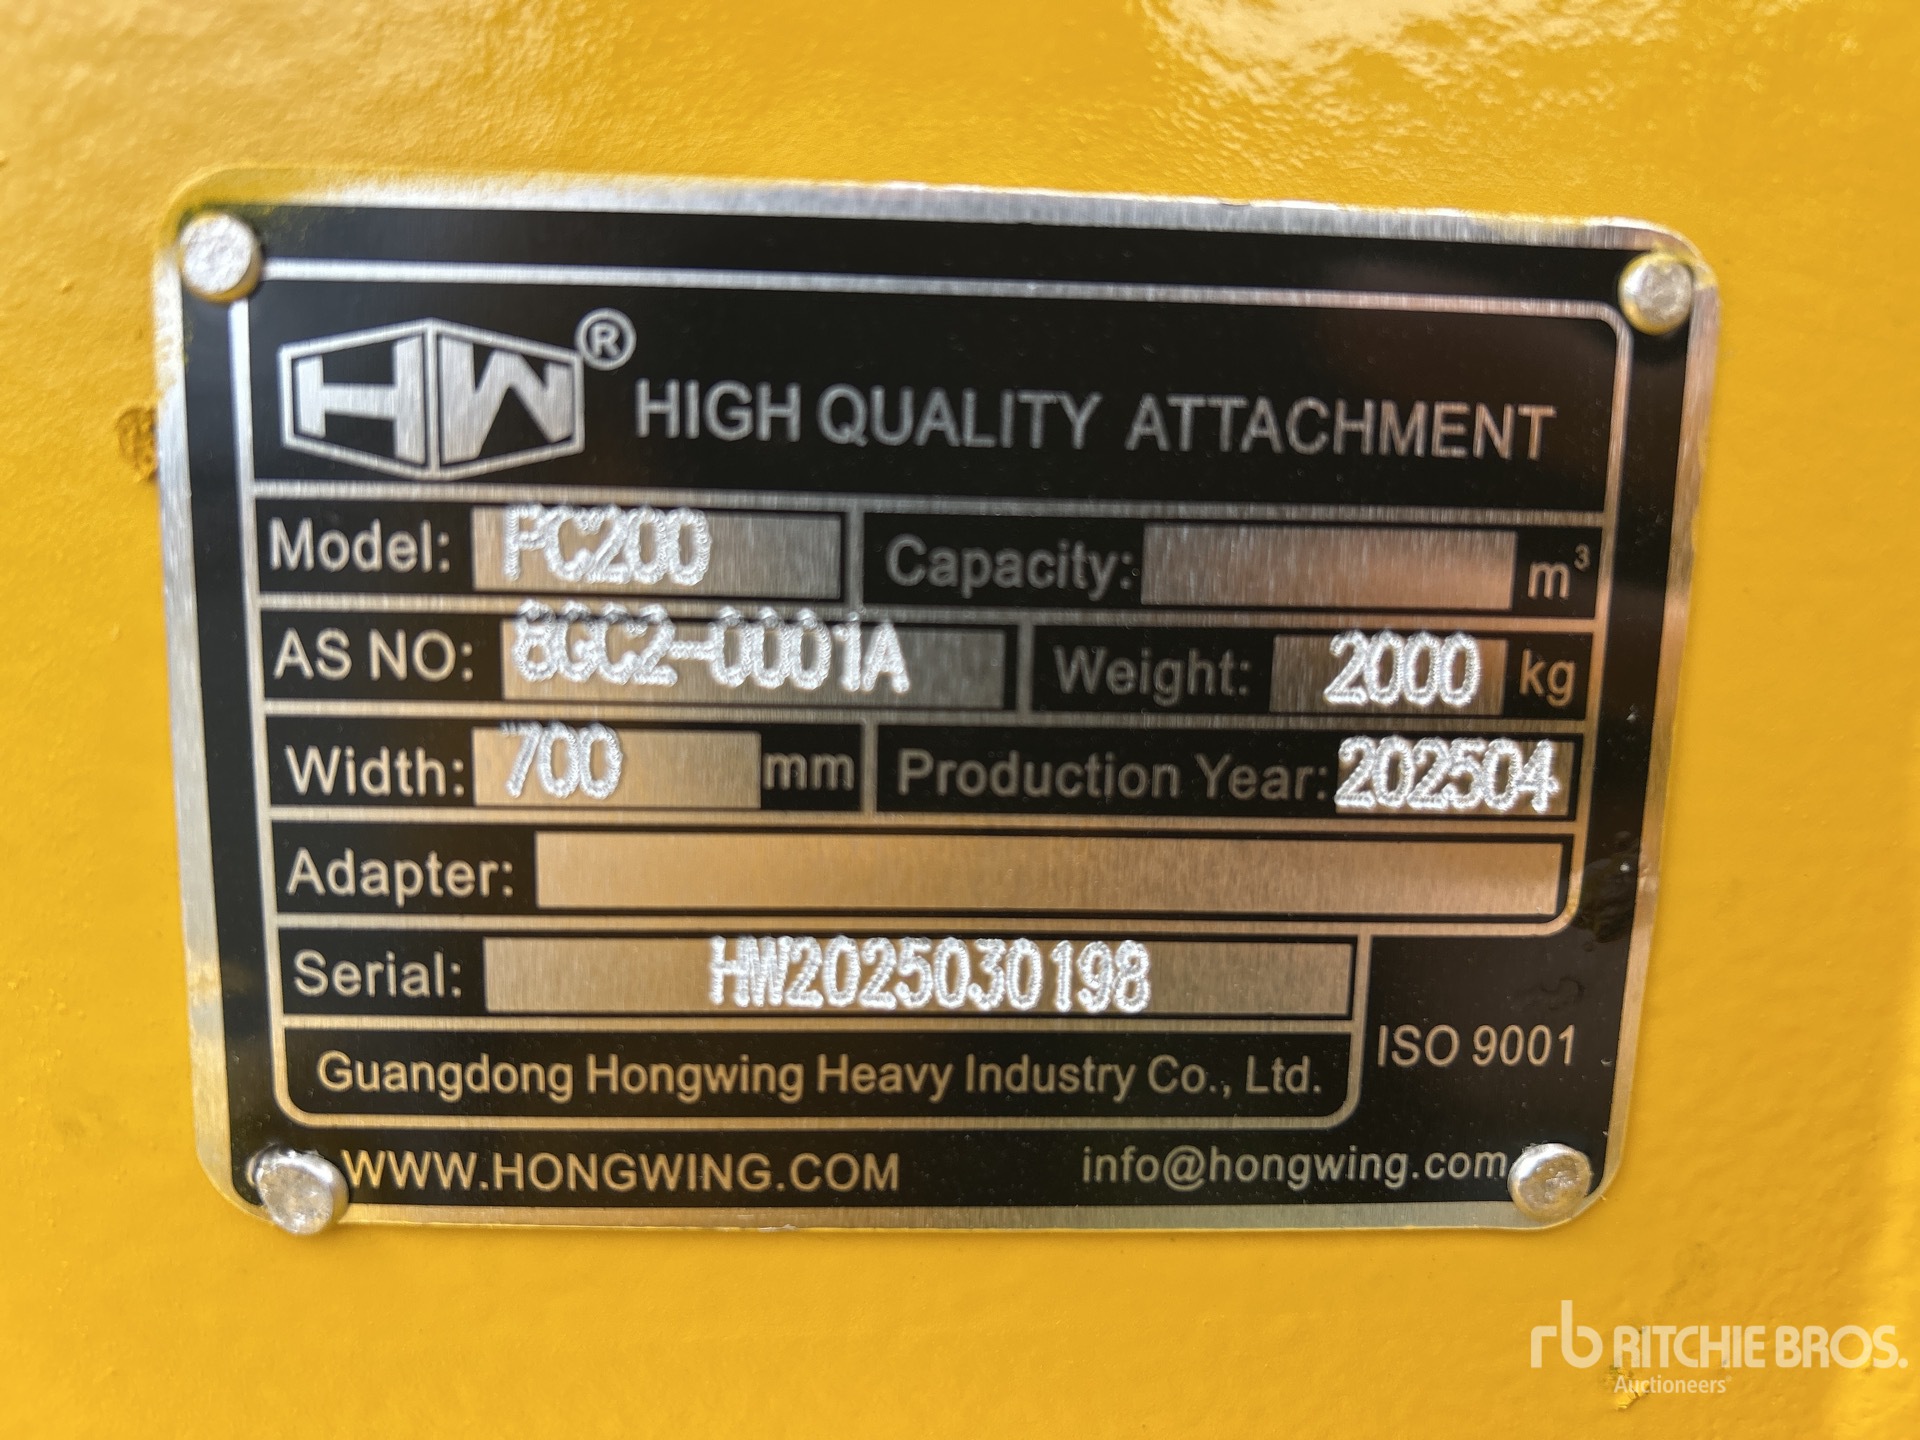 HW®
HIGH QUALITY ATTACHMENT
Model: PC200 Capacity: m³
AS NO: 8GC2-0001A Weight: 2000 kg
Width: 700 mm Production Year: 202504
Adapter:
Serial: HW2025030198
Guangdong Hongwing Heavy Industry Co., Ltd.
ISO 9001
WWW.HONGWING.COM info@hongwing.com
rb RITCHIE BROS.
Auctioneers